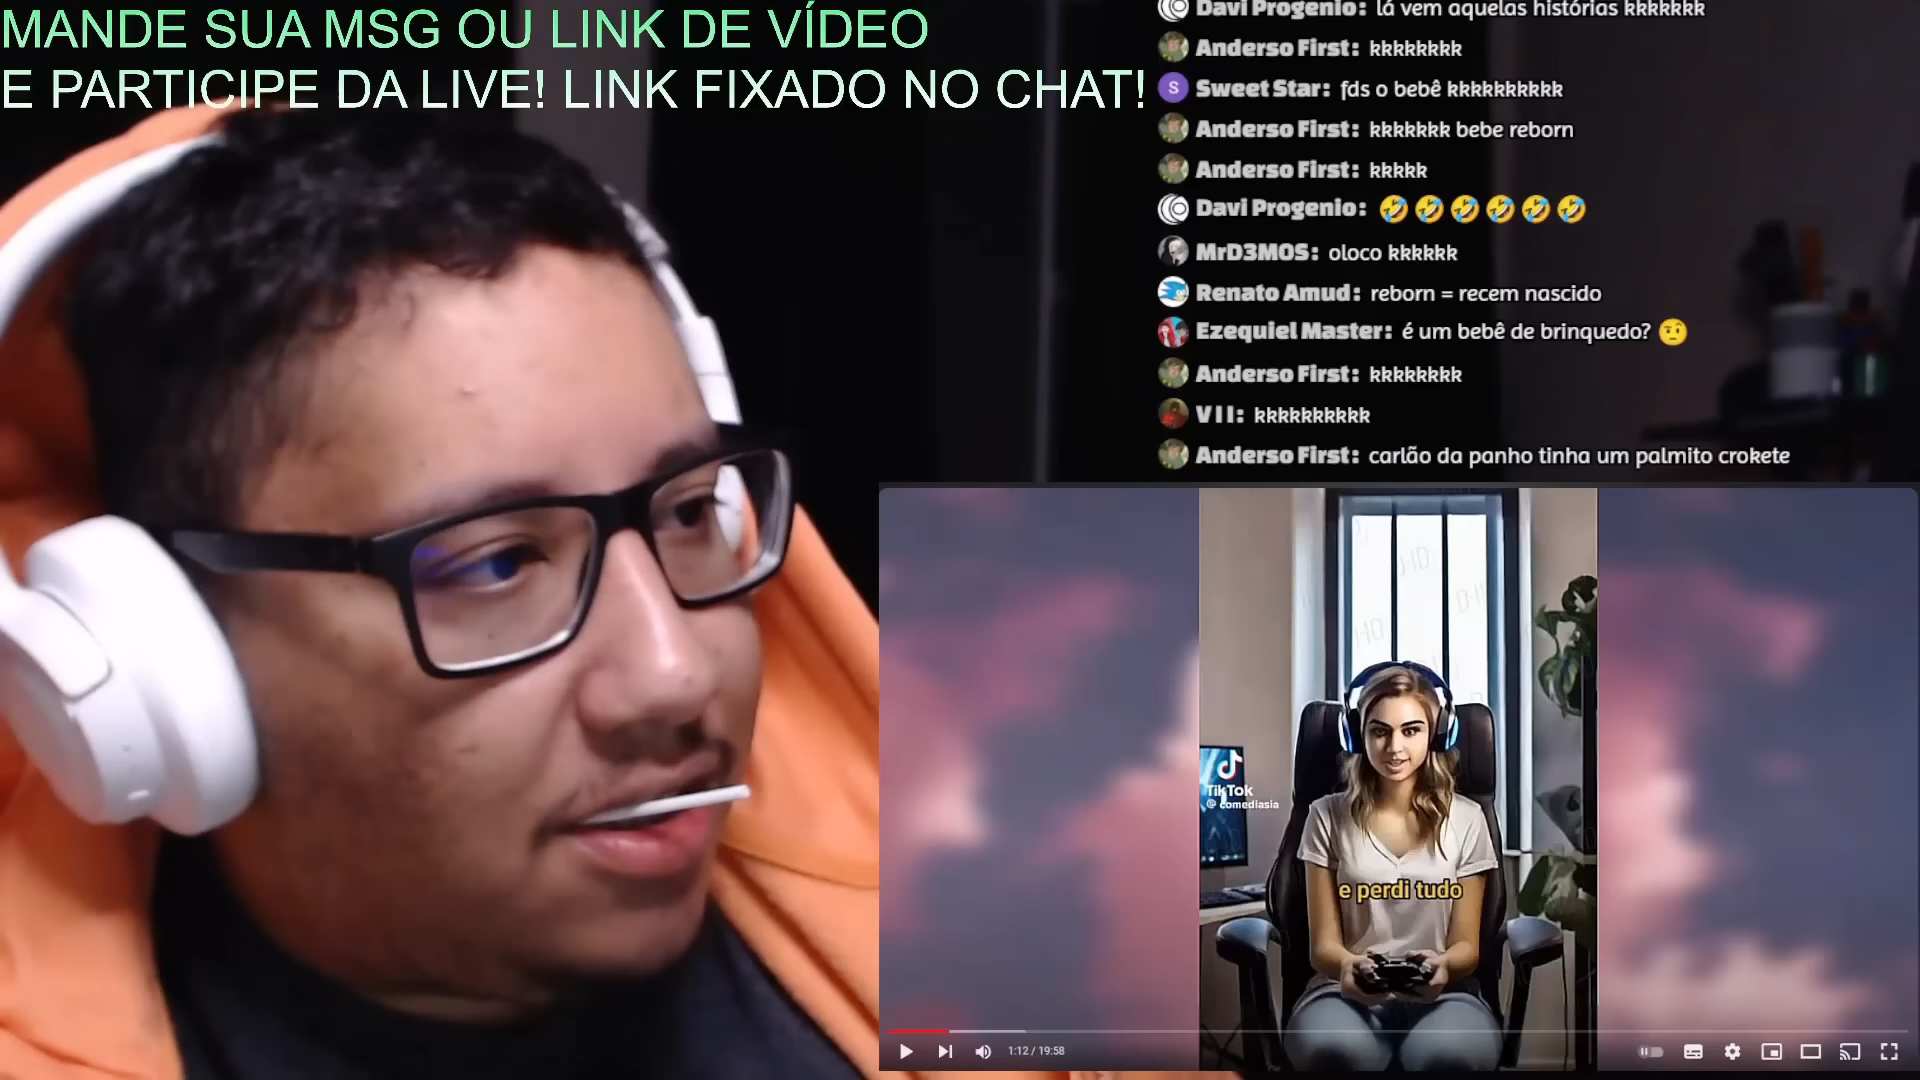 MANDE SUA MSG OU LINK DE VÍDEO
E PARTICIPE DA LIVE! LINK FIXADO NO CHAT!
Davi Progenio: lá vem aquelas histórias kkkkkkk
Anderso First: kkkkkkkk
S Sweet Star: fds o bebê kkkkkkkkkk
Anderso First: kkkkkkk bebe reborn
Anderso First: kkkkk
Davi Progenio: 🤣🤣🤣🤣🤣🤣
MrD3MOS: oloco kkkkkk
Renato Amud: reborn = recem nascido
Ezequiel Master: é um bebê de brinquedo? 🤨
Anderso First: kkkkkkkk
VII: kkkkkkkkkk
Anderso First: carlão da panho tinha um palmito crokete
TikTok
@comediasia
e perdi tudo
1:12 / 19:58